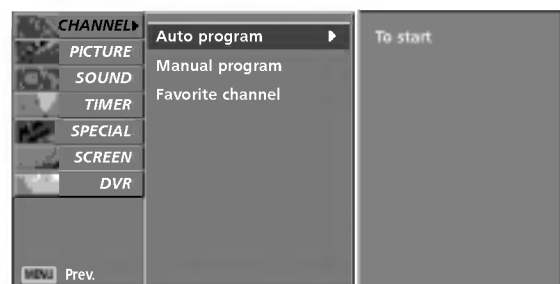 CHANNEL
PICTURE
SOUND
TIMER
SPECIAL
SCREEN
DVR
MENU Prev.
Auto program
Manual program
Favorite channel
To start